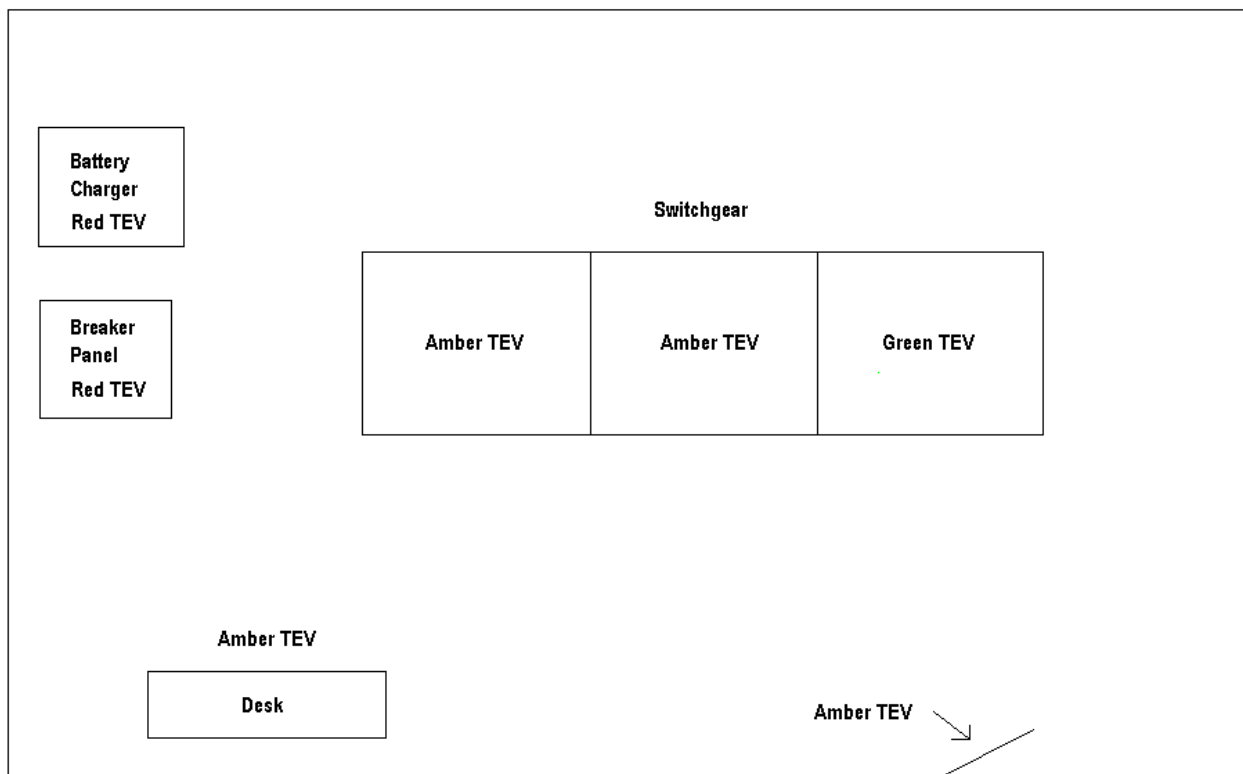 Battery
Charger
Red TEV
Switchgear
Breaker
Panel
Red TEV
Amber TEV
Amber TEV
Green TEV
Amber TEV
Desk
Amber TEV